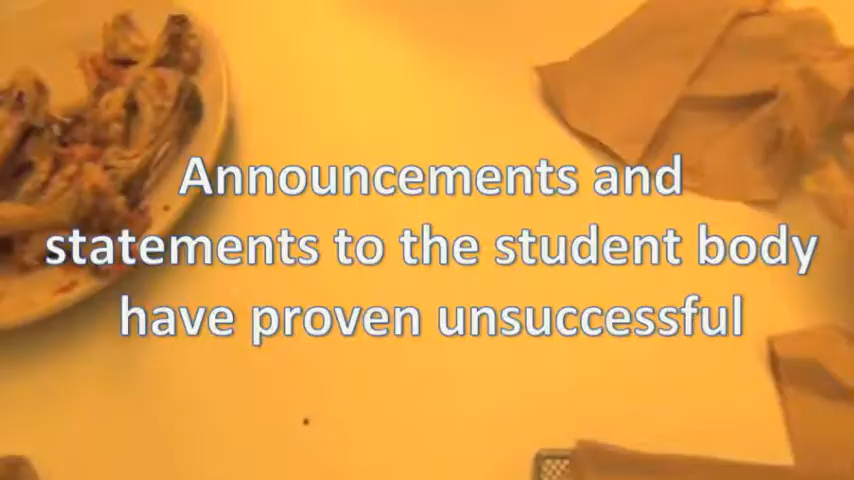 Announcements and
statements to the student body
have proven unsuccessful